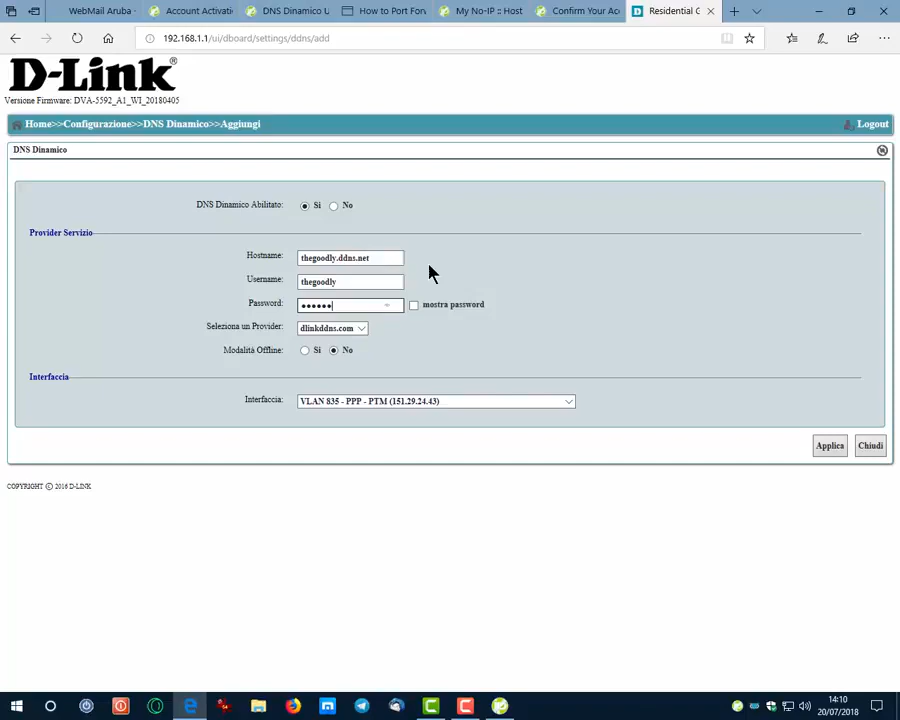 WebMail Aruba
Account Activati
DNS Dinamico U
How to Port Forv
My No-IP :: Host
Confirm Your Ac
Residential G
192.168.1.1/ui/dboard/settings/ddns/add
D-Link®
Versione Firmware: DVA-5592_A1_WI_20180405
Home>>Configurazione>>DNS Dinamico>>Aggiungi
Logout
DNS Dinamico
DNS Dinamico Abilitato: Si No
Provider Servizio
Hostname: thegoodly.ddns.net
Username: thegoodly
Password: •••••• mostra password
Seleziona un Provider: dlinkddns.com
Modalità Offline: Si No
Interfaccia
Interfaccia: VLAN 835 - PPP - PTM (151.29.24.43)
Applica Chiudi
COPYRIGHT © 2016 D-LINK
14:10
20/07/2018